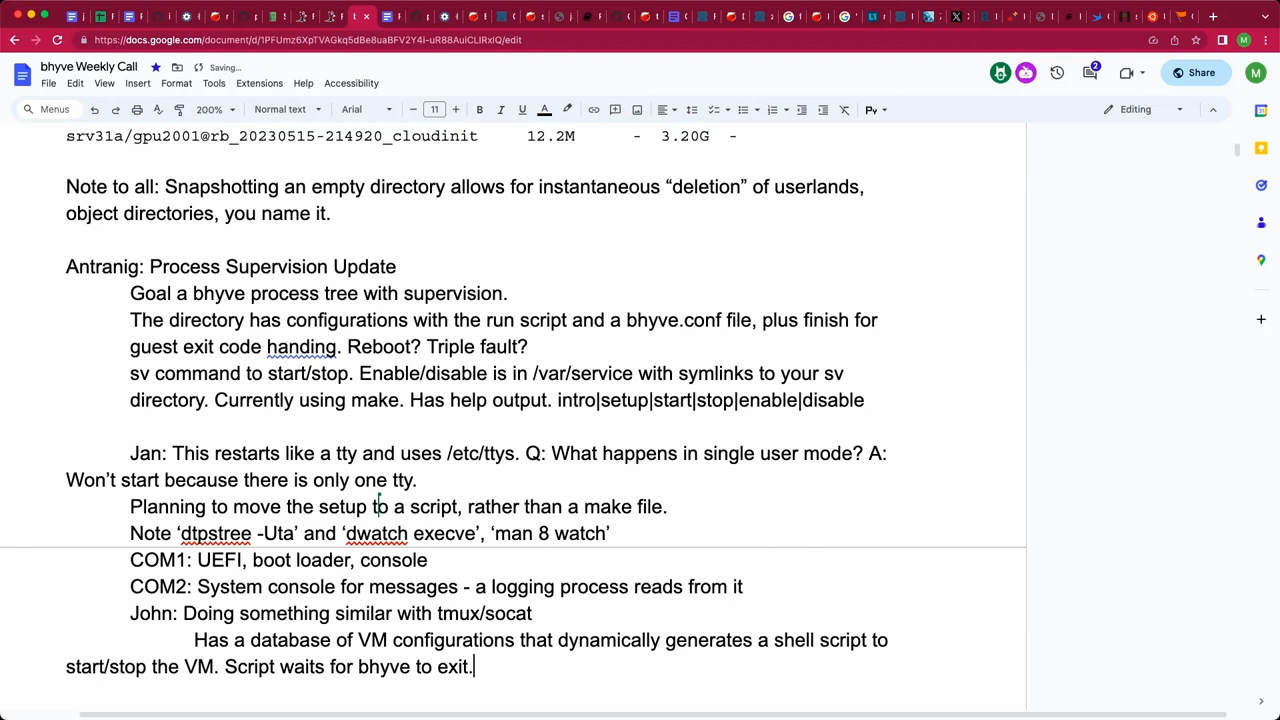 https://docs.google.com/document/d/1PFUmz6XpTVAGkq5dBe8uaBFV2Y4i-uR88AuiCLIRxIQ/edit
bhyve Weekly Call
Saving...
File Edit View Insert Format Tools Extensions Help Accessibility
2
Share
M
Menus
200%
Normal text
Arial
11
Editing
srv31a/gpu2001@rb_20230515-214920_cloudinit 12.2M - 3.20G -
Note to all: Snapshotting an empty directory allows for instantaneous “deletion” of userlands,
object directories, you name it.
Antranig: Process Supervision Update
Goal a bhyve process tree with supervision.
The directory has configurations with the run script and a bhyve.conf file, plus finish for
guest exit code handing. Reboot? Triple fault?
sv command to start/stop. Enable/disable is in /var/service with symlinks to your sv
directory. Currently using make. Has help output. intro|setup|start|stop|enable|disable
Jan: This restarts like a tty and uses /etc/ttys. Q: What happens in single user mode? A:
Won’t start because there is only one tty.
Planning to move the setup to a script, rather than a make file.
Note ‘dtpstree -Uta’ and ‘dwatch execve’, ‘man 8 watch’
COM1: UEFI, boot loader, console
COM2: System console for messages - a logging process reads from it
John: Doing something similar with tmux/socat
Has a database of VM configurations that dynamically generates a shell script to
start/stop the VM. Script waits for bhyve to exit.